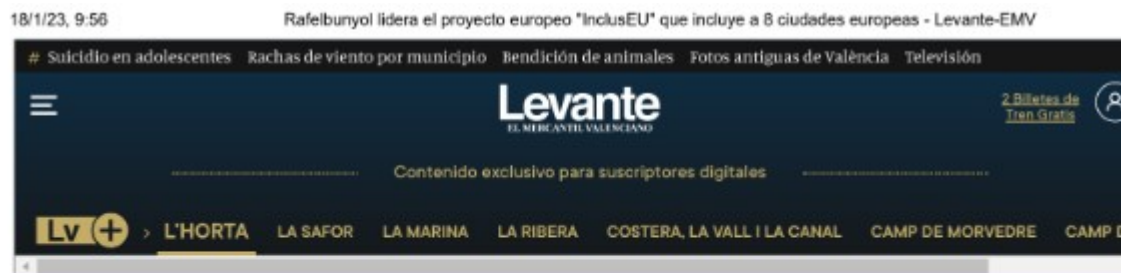 18/1/23, 9:56 Rafelbunyol lidera el proyecto europeo "InclusEU" que incluye a 8 ciudades europeas - Levante-EMV
# Suicidio en adolescentes Rachas de viento por municipio Bendición de animales Fotos antiguas de València Televisión
Levante
EL MERCANTIL VALENCIANO
2 Billetes de
Tren Gratis
Contenido exclusivo para suscriptores digitales
Lv+ > L'HORTA LA SAFOR LA MARINA LA RIBERA COSTERA, LA VALL I LA CANAL CAMP DE MORVEDRE CAMP D